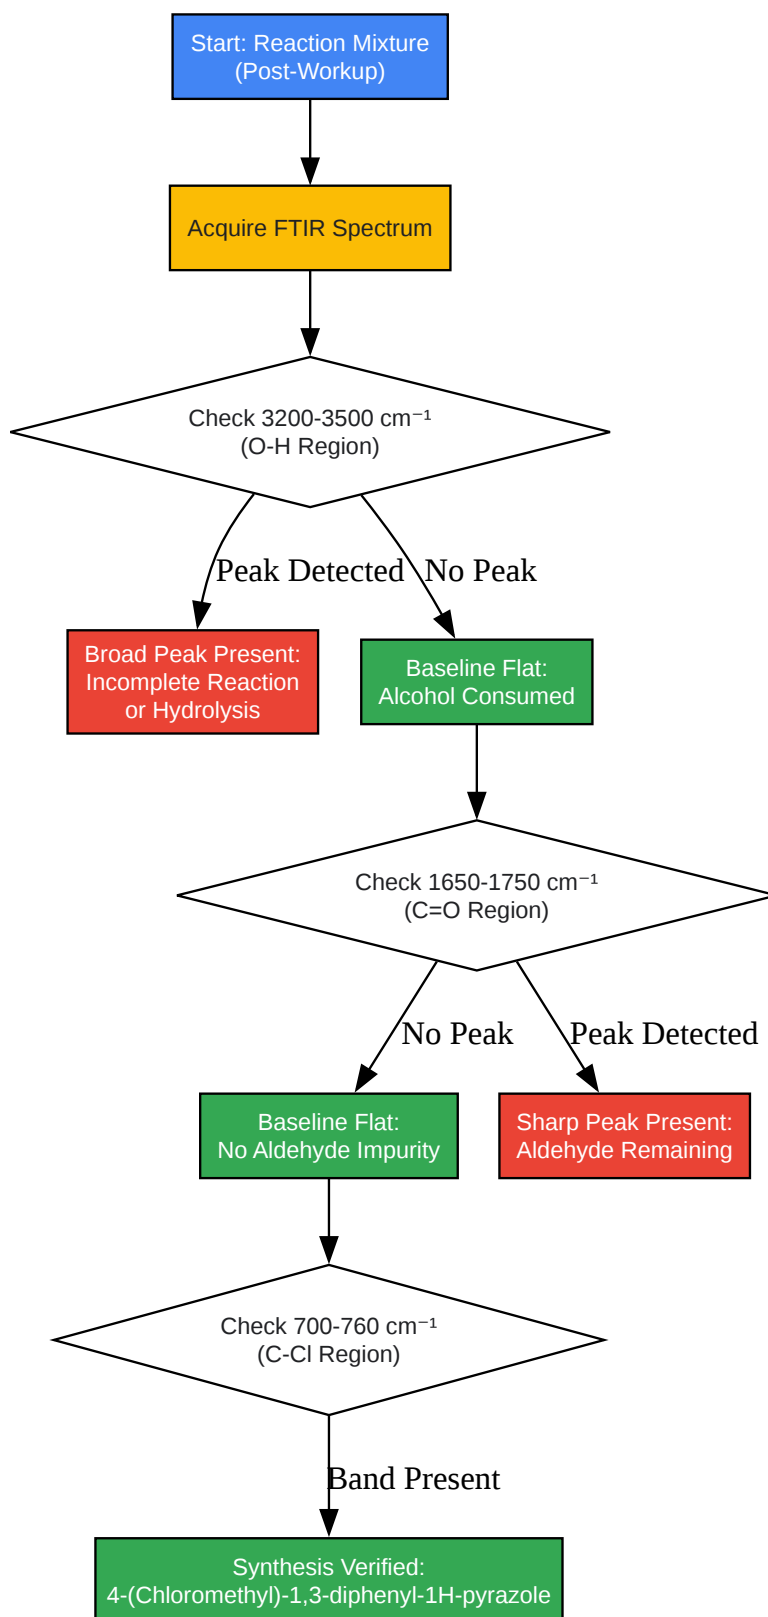 Start: Reaction Mixture
(Post-Workup)
Acquire FTIR Spectrum
Check 3200-3500 cm⁻¹
(O-H Region)
Peak Detected
No Peak
Broad Peak Present:
Incomplete Reaction
or Hydrolysis
Baseline Flat:
Alcohol Consumed
Check 1650-1750 cm⁻¹
(C=O Region)
No Peak
Peak Detected
Baseline Flat:
No Aldehyde Impurity
Sharp Peak Present:
Aldehyde Remaining
Check 700-760 cm⁻¹
(C-Cl Region)
Band Present
Synthesis Verified:
4-(Chloromethyl)-1,3-diphenyl-1H-pyrazole